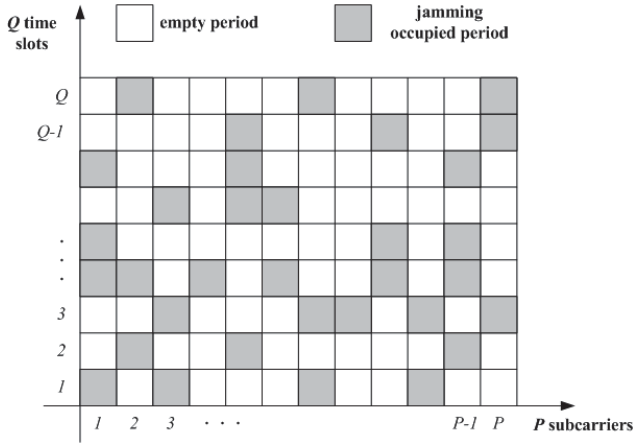 Q time
slots
empty period
jamming
occupied period
Q
Q-1
. . .
3
2
1
1 2 3 . . . P-1 P
P subcarriers